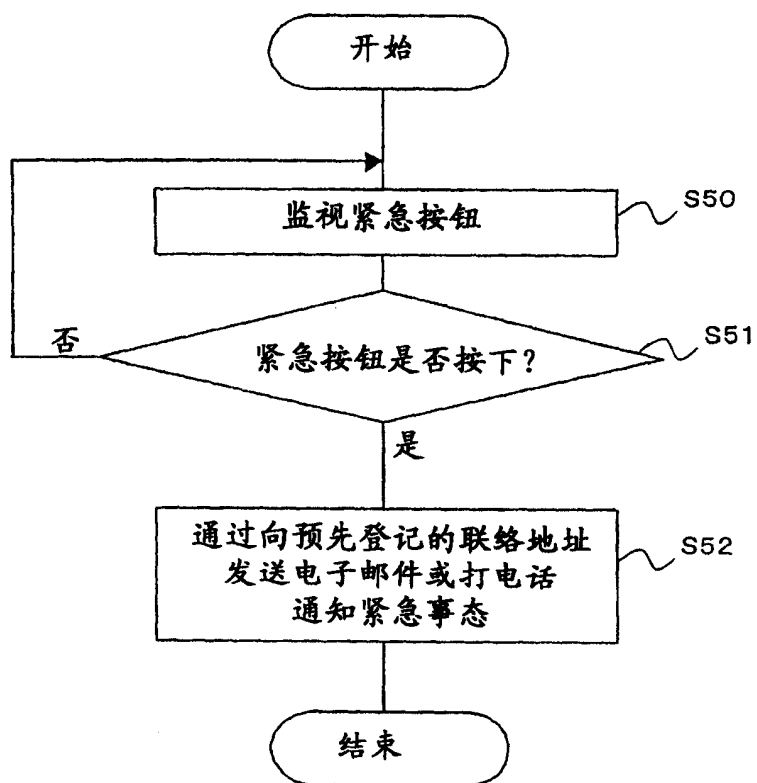 开始
监视紧急按钮
S50
紧急按钮是否按下?
S51
否
是
通过向预先登记的联络地址
发送电子邮件或打电话
通知紧急事态
S52
结束